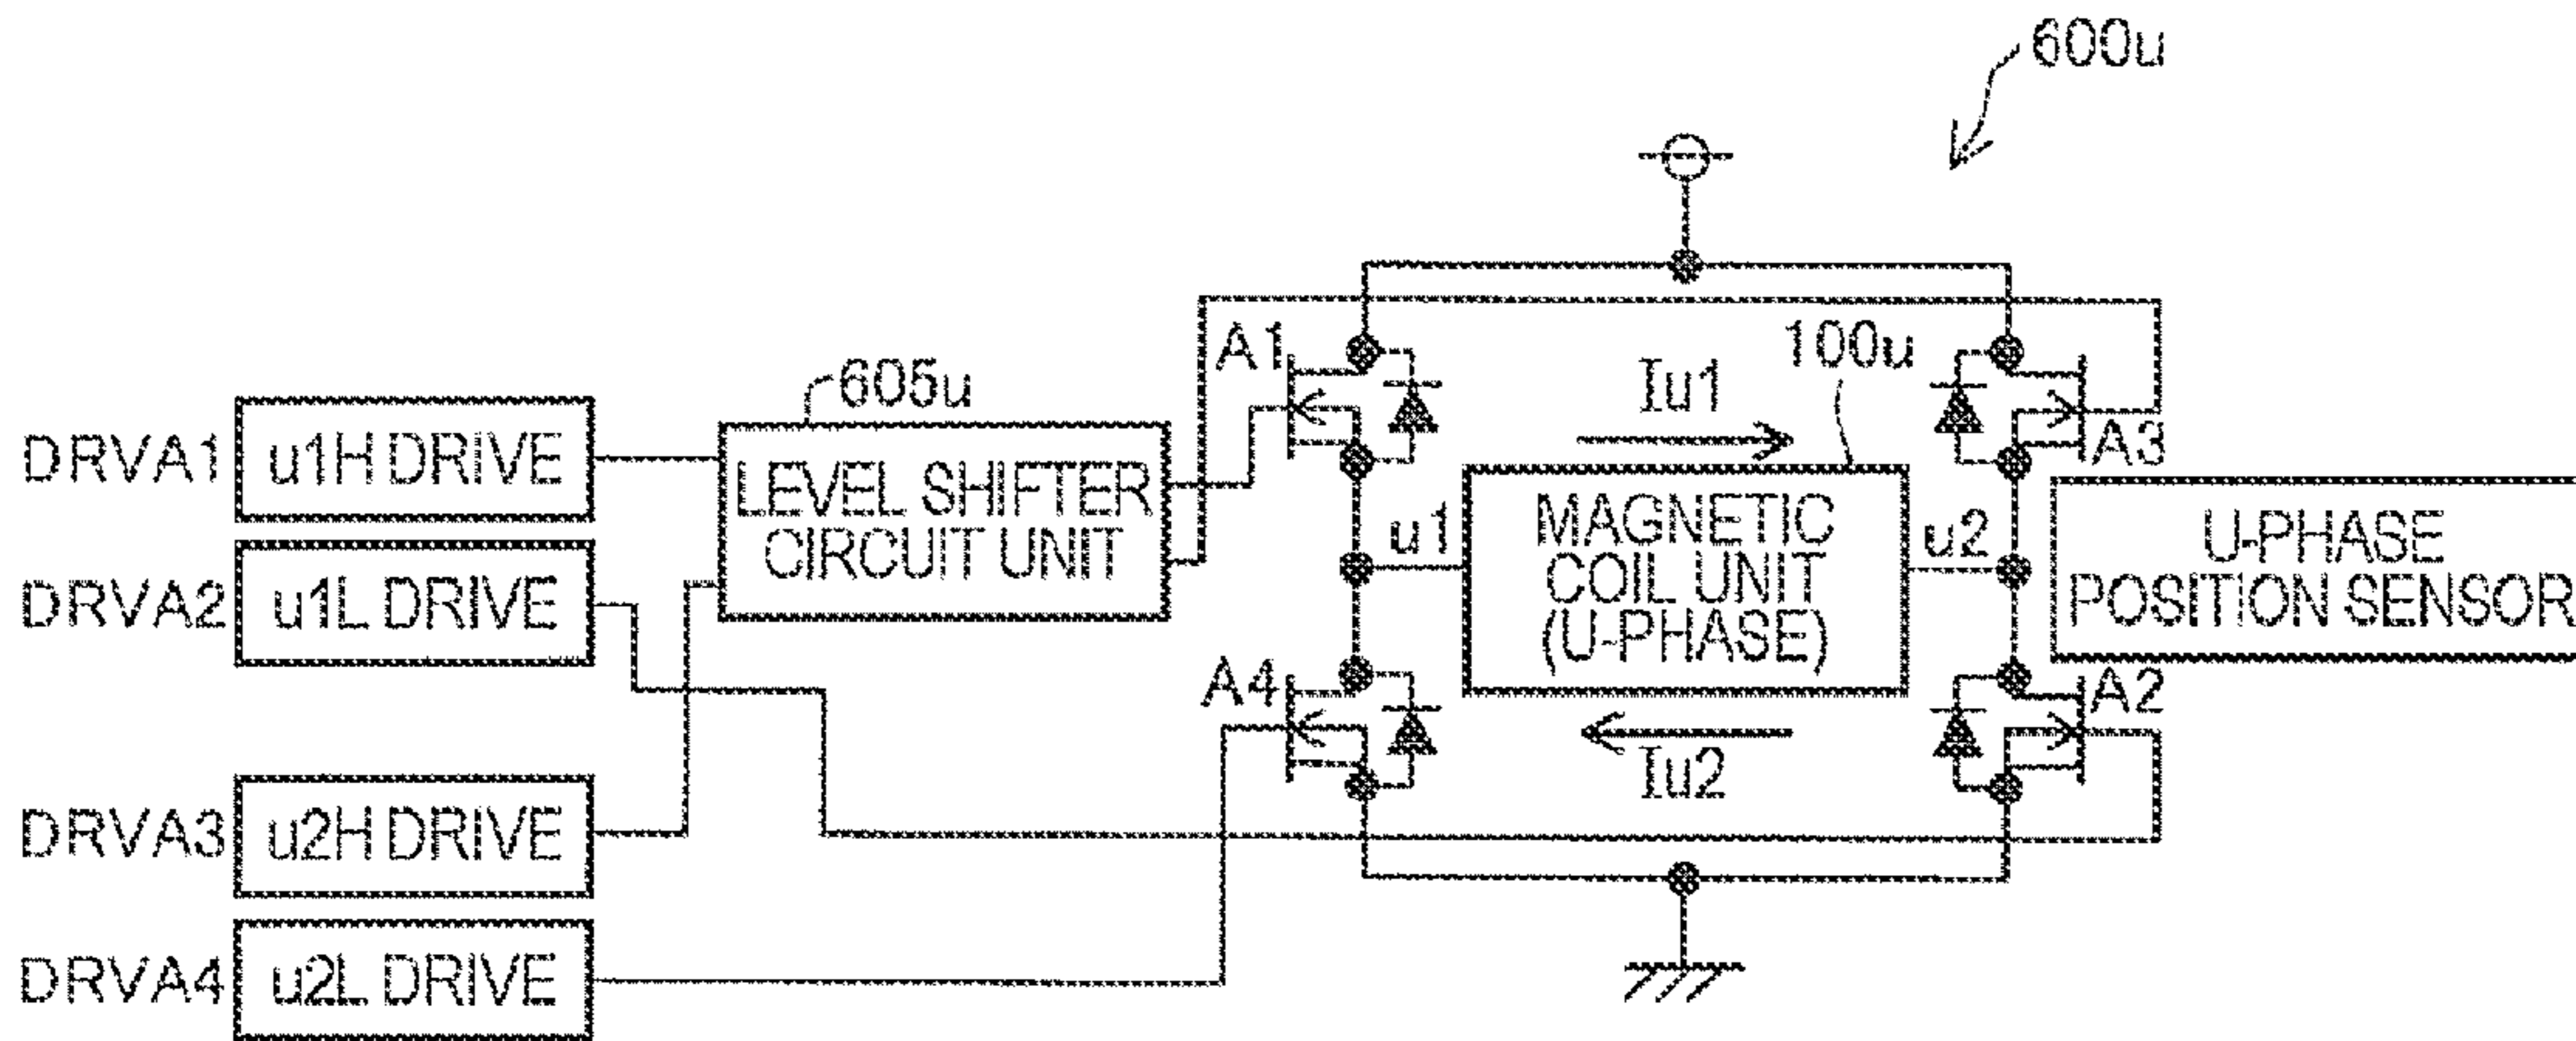 600u
A1
100u
605u
Iu1
A3
DRVA1
u1H DRIVE
LEVEL SHIFTER
CIRCUIT UNIT
u1
MAGNETIC
COIL UNIT
(U-PHASE)
u2
U-PHASE
POSITION SENSOR
DRVA2
u1L DRIVE
A4
A2
Iu2
DRVA3
u2H DRIVE
DRVA4
u2L DRIVE